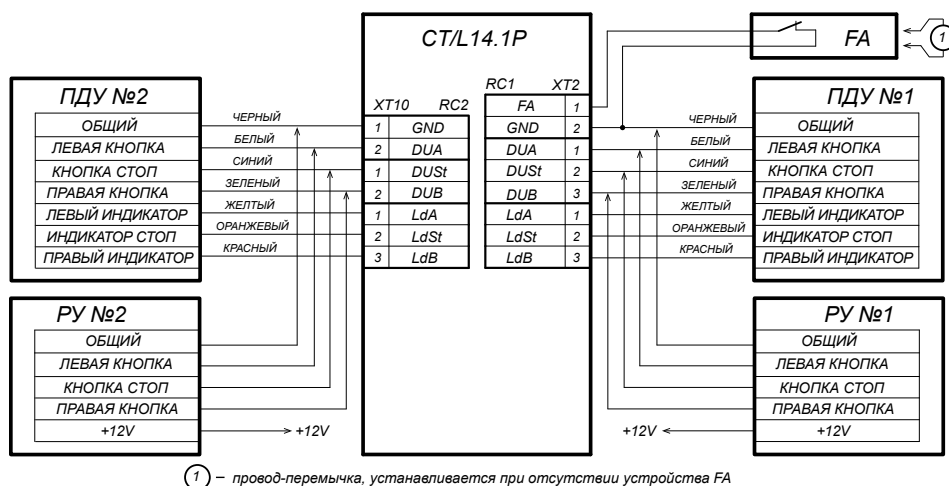 CT/L14.1P
FA
1
ПДУ №2
ОБЩИЙ
ЛЕВАЯ КНОПКА
КНОПКА СТОП
ПРАВАЯ КНОПКА
ЛЕВЫЙ ИНДИКАТОР
ИНДИКАТОР СТОП
ПРАВЫЙ ИНДИКАТОР
ЧЕРНЫЙ
БЕЛЫЙ
СИНИЙ
ЗЕЛЕНЫЙ
ЖЕЛТЫЙ
ОРАНЖЕВЫЙ
КРАСНЫЙ
XT10 RC2
1 GND
2 DUA
1 DUSt
2 DUB
1 LdA
2 LdSt
3 LdB
RC1 XT2
FA 1
GND 2
DUA 1
DUSt 2
DUB 3
LdA 1
LdSt 2
LdB 3
ЧЕРНЫЙ
БЕЛЫЙ
СИНИЙ
ЗЕЛЕНЫЙ
ЖЕЛТЫЙ
ОРАНЖЕВЫЙ
КРАСНЫЙ
ПДУ №1
ОБЩИЙ
ЛЕВАЯ КНОПКА
КНОПКА СТОП
ПРАВАЯ КНОПКА
ЛЕВЫЙ ИНДИКАТОР
ИНДИКАТОР СТОП
ПРАВЫЙ ИНДИКАТОР
РУ №2
ОБЩИЙ
ЛЕВАЯ КНОПКА
КНОПКА СТОП
ПРАВАЯ КНОПКА
+12V
+12V
+12V
РУ №1
ОБЩИЙ
ЛЕВАЯ КНОПКА
КНОПКА СТОП
ПРАВАЯ КНОПКА
+12V
1 – провод-перемычка, устанавливается при отсутствии устройства FA